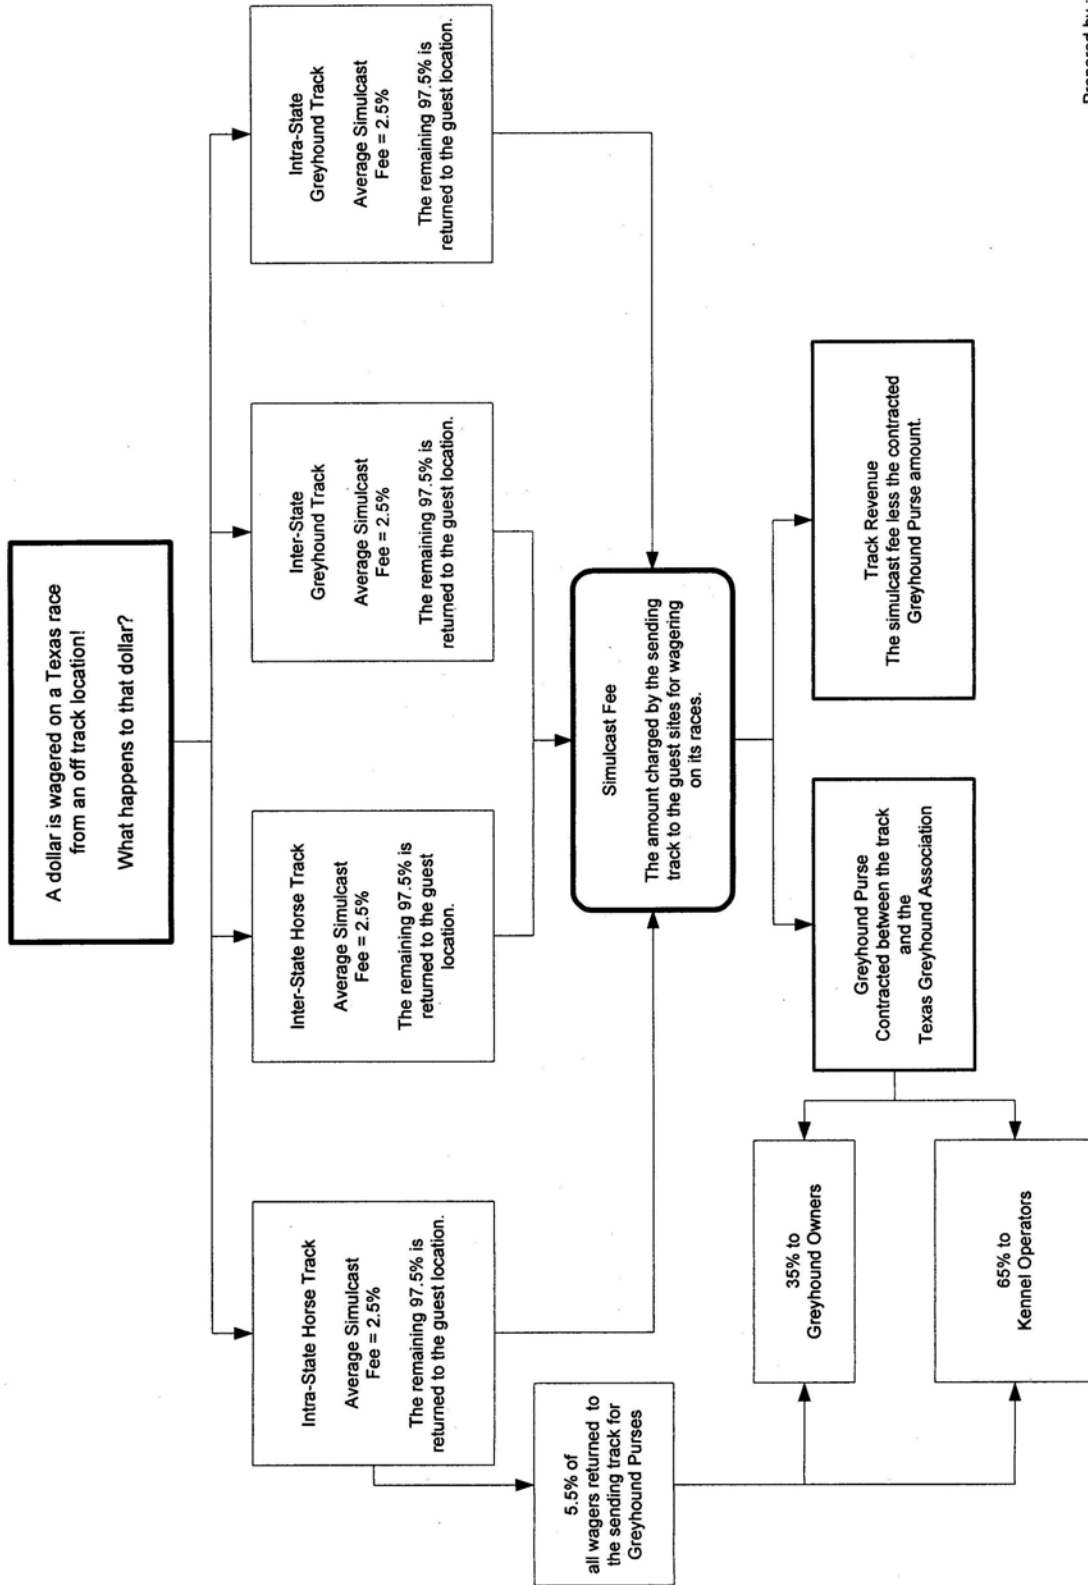 A dollar is wagered on a Texas race
from an off track location!
What happens to that dollar?
Intra-State Horse Track
Average Simulcast
Fee = 2.5%
The remaining 97.5% is
returned to the guest location.
Inter-State Horse Track
Average Simulcast
Fee = 2.5%
The remaining 97.5% is
returned to the guest
location.
Inter-State
Greyhound Track
Average Simulcast
Fee = 2.5%
The remaining 97.5% is
returned to the guest location.
Intra-State
Greyhound Track
Average Simulcast
Fee = 2.5%
The remaining 97.5% is
returned to the guest location.
5.5% of
all wagers returned to
the sending track for
Greyhound Purses
Simulcast Fee
The amount charged by the sending
track to the guest sites for wagering
on its races.
35% to
Greyhound Owners
65% to
Kennel Operators
Greyhound Purse
Contracted between the track
and the
Texas Greyhound Association
Track Revenue
The simulcast fee less the contracted
Greyhound Purse amount.
Prepared by